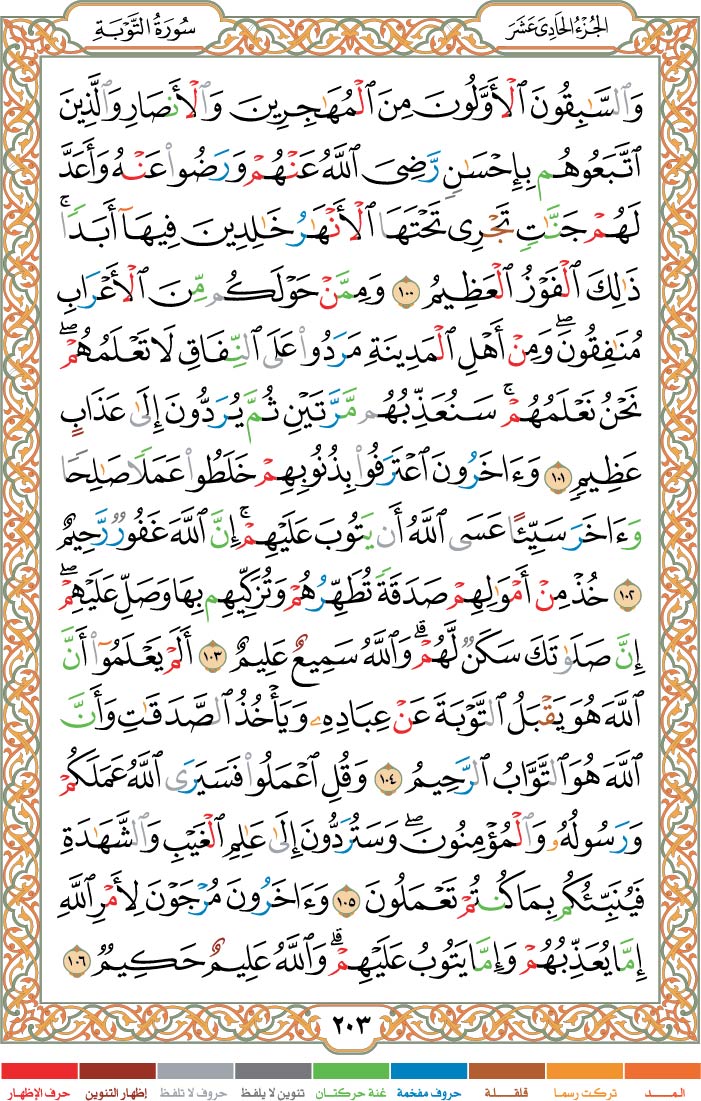 الجُزْءُ الحَادِىَ عَشَرَ
سُورَةُ التَّوْبَةِ
وَٱلسَّٰبِقُونَ ٱلْأَوَّلُونَ مِنَ ٱلْمُهَٰجِرِينَ وَٱلْأَنصَارِ وَٱلَّذِينَ
ٱتَّبَعُوهُم بِإِحْسَٰنٖ رَّضِىَ ٱللَّهُ عَنْهُمْ وَرَضُوا۟ عَنْهُ وَأَعَدَّ
لَهُمْ جَنَّٰتٖ تَجْرِى تَحْتَهَا ٱلْأَنْهَٰرُ خَٰلِدِينَ فِيهَآ أَبَدٗاۚ
ذَٰلِكَ ٱلْفَوْزُ ٱلْعَظِيمُ ١٠٠ وَمِمَّنْ حَوْلَكُم مِّنَ ٱلْأَعْرَابِ
مُنَٰفِقُونَۖ وَمِنْ أَهْلِ ٱلْمَدِينَةِ مَرَدُوا۟ عَلَى ٱلنِّفَاقِ لَا تَعْلَمُهُمْۖ
نَحْنُ نَعْلَمُهُمْۚ سَنُعَذِّبُهُم مَّرَّتَيْنِ ثُمَّ يُرَدُّونَ إِلَىٰ عَذَابٍ
عَظِيمٖ ١٠١ وَءَاخَرُونَ ٱعْتَرَفُوا۟ بِذُنُوبِهِمْ خَلَطُوا۟ عَمَلٗا صَٰلِحٗا
وَءَاخَرَ سَيِّئًا عَسَى ٱللَّهُ أَن يَتُوبَ عَلَيْهِمْۚ إِنَّ ٱللَّهَ غَفُورٞ رَّحِيمٌ
١٠٢ خُذْ مِنْ أَمْوَٰلِهِمْ صَدَقَةٗ تُطَهِّرُهُمْ وَتُزَكِّيهِم بِهَا وَصَلِّ عَلَيْهِمْۖ
إِنَّ صَلَوٰتَكَ سَكَنٞ لَّهُمْۗ وَٱللَّهُ سَمِيعٌ عَلِيمٌ ١٠٣ أَلَمْ يَعْلَمُوٓا۟ أَنَّ
ٱللَّهَ هُوَ يَقْبَلُ ٱلتَّوْبَةَ عَنْ عِبَادِهِۦ وَيَأْخُذُ ٱلصَّدَقَٰتِ وَأَنَّ
ٱللَّهَ هُوَ ٱلتَّوَّابُ ٱلرَّحِيمُ ١٠٤ وَقُلِ ٱعْمَلُوا۟ فَسَيَرَى ٱللَّهُ عَمَلَكُمْ
وَرَسُولُهُۥ وَٱلْمُؤْمِنُونَۖ وَسَتُرَدُّونَ إِلَىٰ عَٰلِمِ ٱلْغَيْبِ وَٱلشَّهَٰدَةِ
فَيُنَبِّئُكُم بِمَا كُنتُمْ تَعْمَلُونَ ١٠٥ وَءَاخَرُونَ مُرْجَوْنَ لِأَمْرِ ٱللَّهِ
إِمَّا يُعَذِّبُهُمْ وَإِمَّا يَتُوبُ عَلَيْهِمْۗ وَٱللَّهُ عَلِيمٌ حَكِيمٞ ١٠٦
٢٠٣
المــد تركت رسما قلقلة حروف مفخمة غنة حركتان تنوين لا يلفظ حروف لا تلفظ إظهار التنوين حرف الإظهار